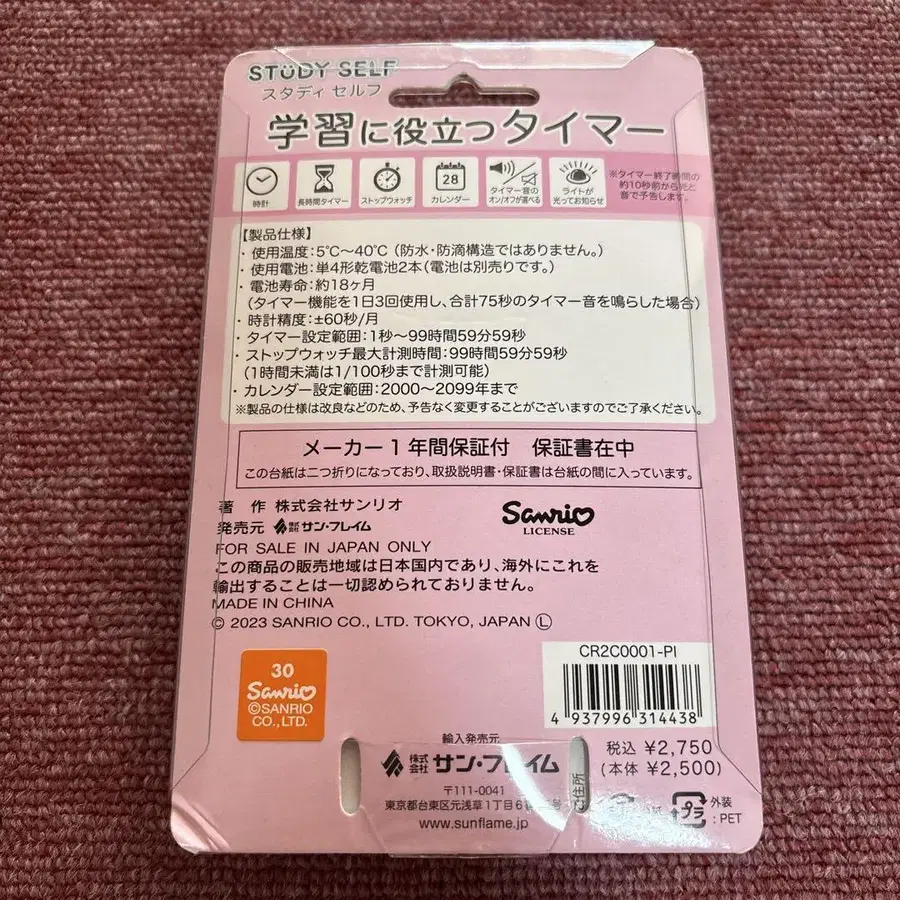 STUDY SELF
スタディ セルフ
学習に役立つタイマー
時計
長時間タイマー
ストップウォッチ
28
カレンダー
タイマー音の
オン/オフが選べる
ライトが
光ってお知らせ
※タイマー終了時間の
約10秒前から光と
音で予告します。
【製品仕様】
・使用温度:5℃～40℃(防水・防滴構造ではありません。)
・使用電池:単4形乾電池2本(電池は別売りです。)
・電池寿命:約18ヶ月
(タイマー機能を1日3回使用し、合計75秒のタイマー音を鳴らした場合)
・時計精度:±60秒/月
・タイマー設定範囲:1秒～99時間59分59秒
・ストップウォッチ最大計測時間:99時間59分59秒
(1時間未満は1/100秒まで計測可能)
・カレンダー設定範囲:2000～2099年まで
※製品の仕様は改良などのため、予告なく変更することがございますのでご了承ください。
メーカー1年間保証付 保証書在中
この台紙は二つ折りになっており、取扱説明書・保証書は台紙の間に入っています。
著 作 株式会社サンリオ
発売元 株式会社 サン・フレイム
Sanrio
LICENSE
FOR SALE IN JAPAN ONLY
この商品の販売地域は日本国内であり、海外にこれを
輸出することは一切認められておりません。
MADE IN CHINA
© 2023 SANRIO CO., LTD. TOKYO, JAPAN Ⓛ
30
Sanrio
©SANRIO
CO.,LTD.
CR2C0001-PI
4 937996 314438
税込 ¥2,750
(本体 ¥2,500)
輸入発売元
株式会社 サン・フレイム
〒111-0041
東京都台東区元浅草1丁目6
www.sunflame.jp
ご住所
プラ
外装
:PET